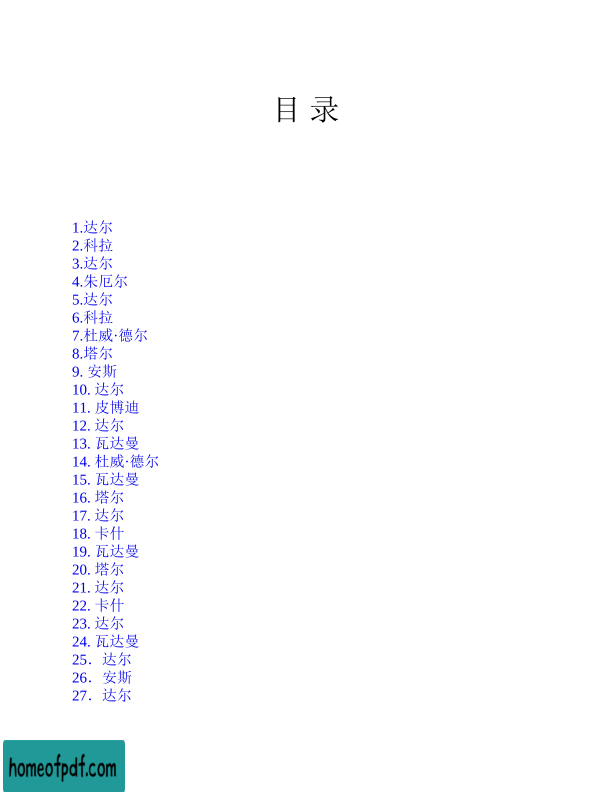 目 录
1.达尔
2.科拉
3.达尔
4.朱厄尔
5.达尔
6.科拉
7.杜威·德尔
8.塔尔
9. 安斯
10. 达尔
11. 皮博迪
12. 达尔
13. 瓦达曼
14. 杜威·德尔
15. 瓦达曼
16. 塔尔
17. 达尔
18. 卡什
19. 瓦达曼
20. 塔尔
21. 达尔
22. 卡什
23. 达尔
24. 瓦达曼
25．达尔
26．安斯
27．达尔
homeofpdf.com